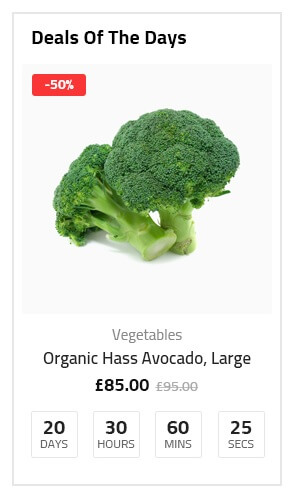 Deals Of The Days
-50%
Vegetables
Organic Hass Avocado, Large
£85.00 £95.00
20 30 60 25
DAYS HOURS MINS SECS